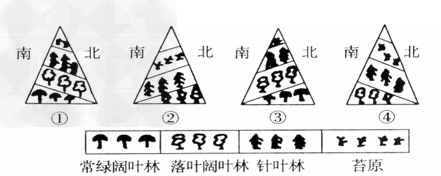 南 北 南 北 南 北 南 北
① ② ③ ④
常绿阔叶林 落叶阔叶林 针叶林 苔原